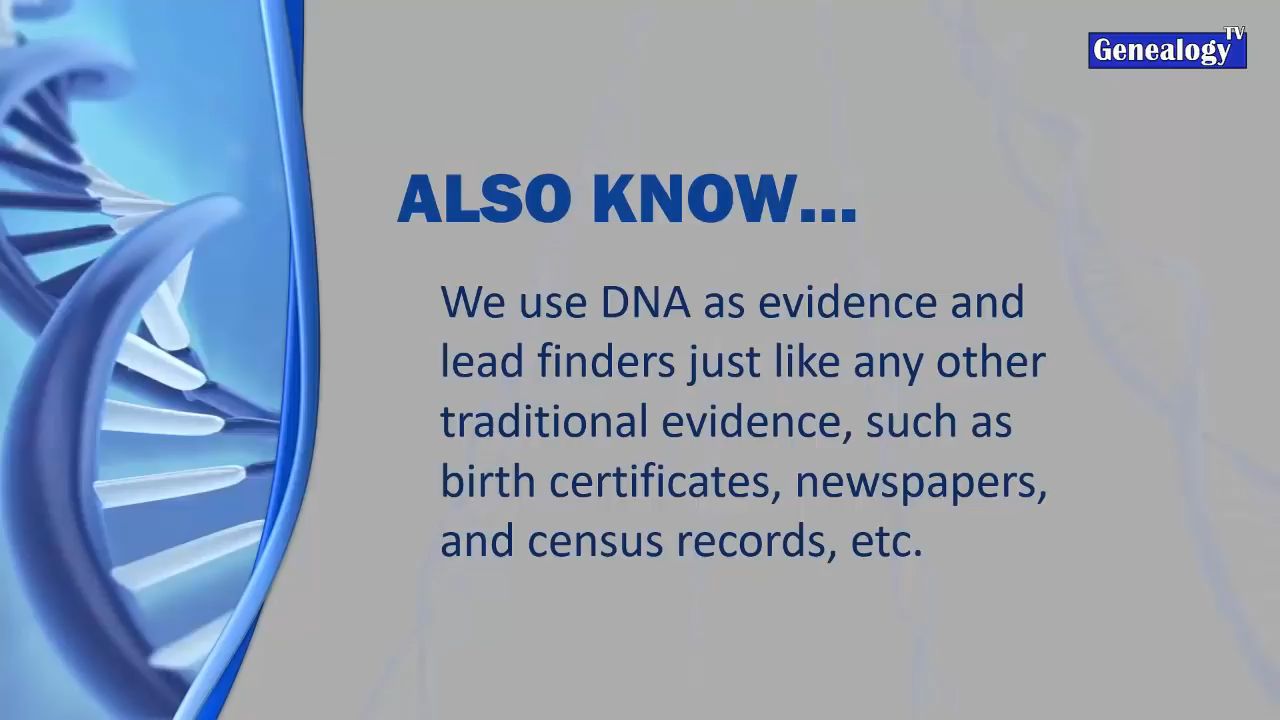 Genealogy TV
ALSO KNOW...
We use DNA as evidence and
lead finders just like any other
traditional evidence, such as
birth certificates, newspapers,
and census records, etc.